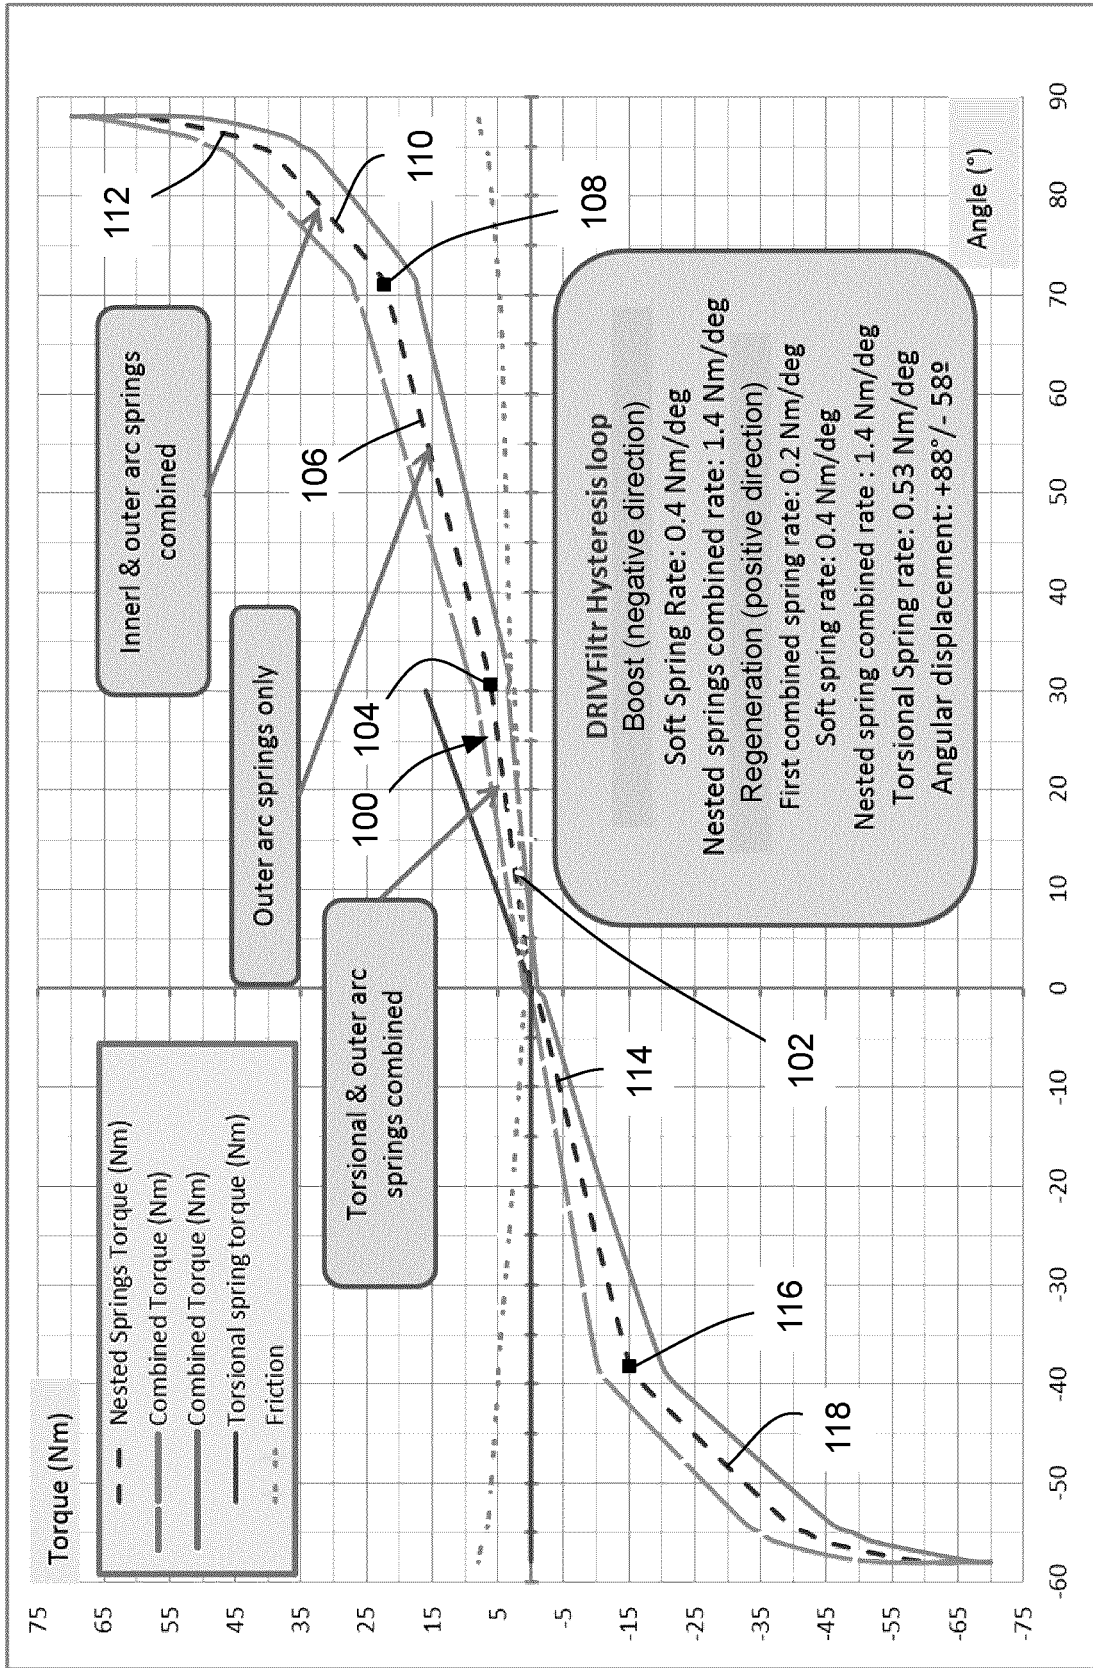 Torque (Nm)
Nested Springs Torque (Nm)
Combined Torque (Nm)
Combined Torque (Nm)
Torsional spring torque (Nm)
Friction
75
65
55
45
35
25
15
5
-5
-15
-25
-35
-45
-55
-65
-75
-60
-50
-40
-30
-20
-10
0
10
20
30
40
50
60
70
80
90
Angle (°)
Torsional & outer arc
springs combined
Outer arc springs only
Innerl & outer arc springs
combined
100
102
104
106
108
110
112
114
116
118
DRIVFiltr Hysteresis loop
Boost (negative direction)
Soft Spring Rate: 0.4 Nm/deg
Nested springs combined rate: 1.4 Nm/deg
Regeneration (positive direction)
First combined spring rate: 0.2 Nm/deg
Soft spring rate: 0.4 Nm/deg
Nested spring combined rate : 1.4 Nm/deg
Torsional Spring rate: 0.53 Nm/deg
Angular displacement: +88°/- 58º